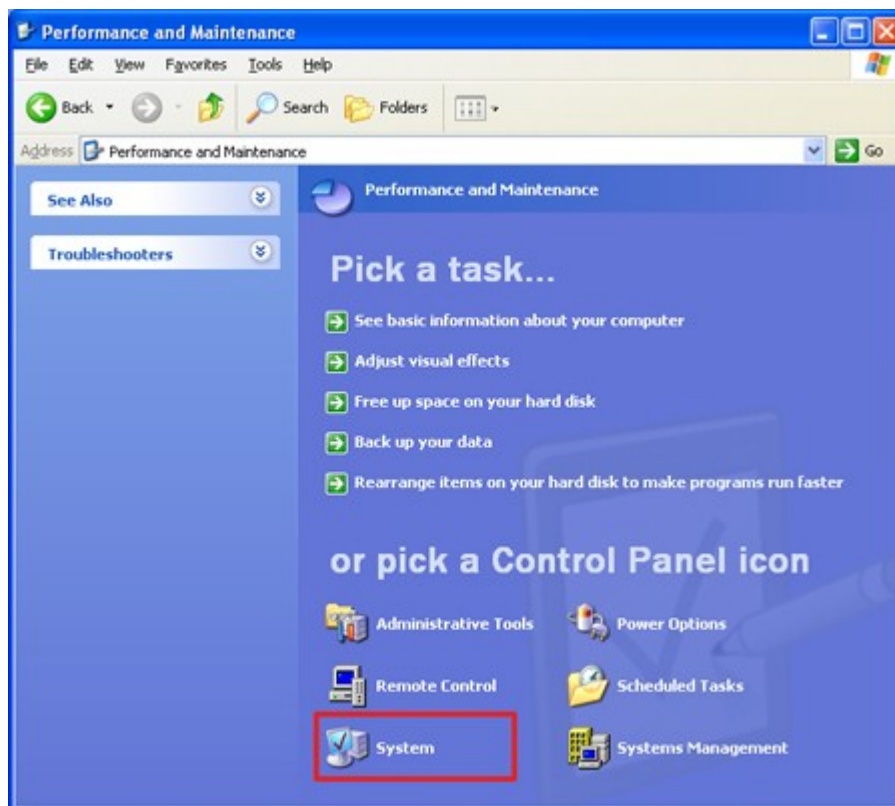 Performance and Maintenance
File Edit View Favorites Tools Help
Back Search Folders
Address Performance and Maintenance Go
See Also
Troubleshooters
Performance and Maintenance
Pick a task...
See basic information about your computer
Adjust visual effects
Free up space on your hard disk
Back up your data
Rearrange items on your hard disk to make programs run faster
or pick a Control Panel icon
Administrative Tools Power Options
Remote Control Scheduled Tasks
System Systems Management